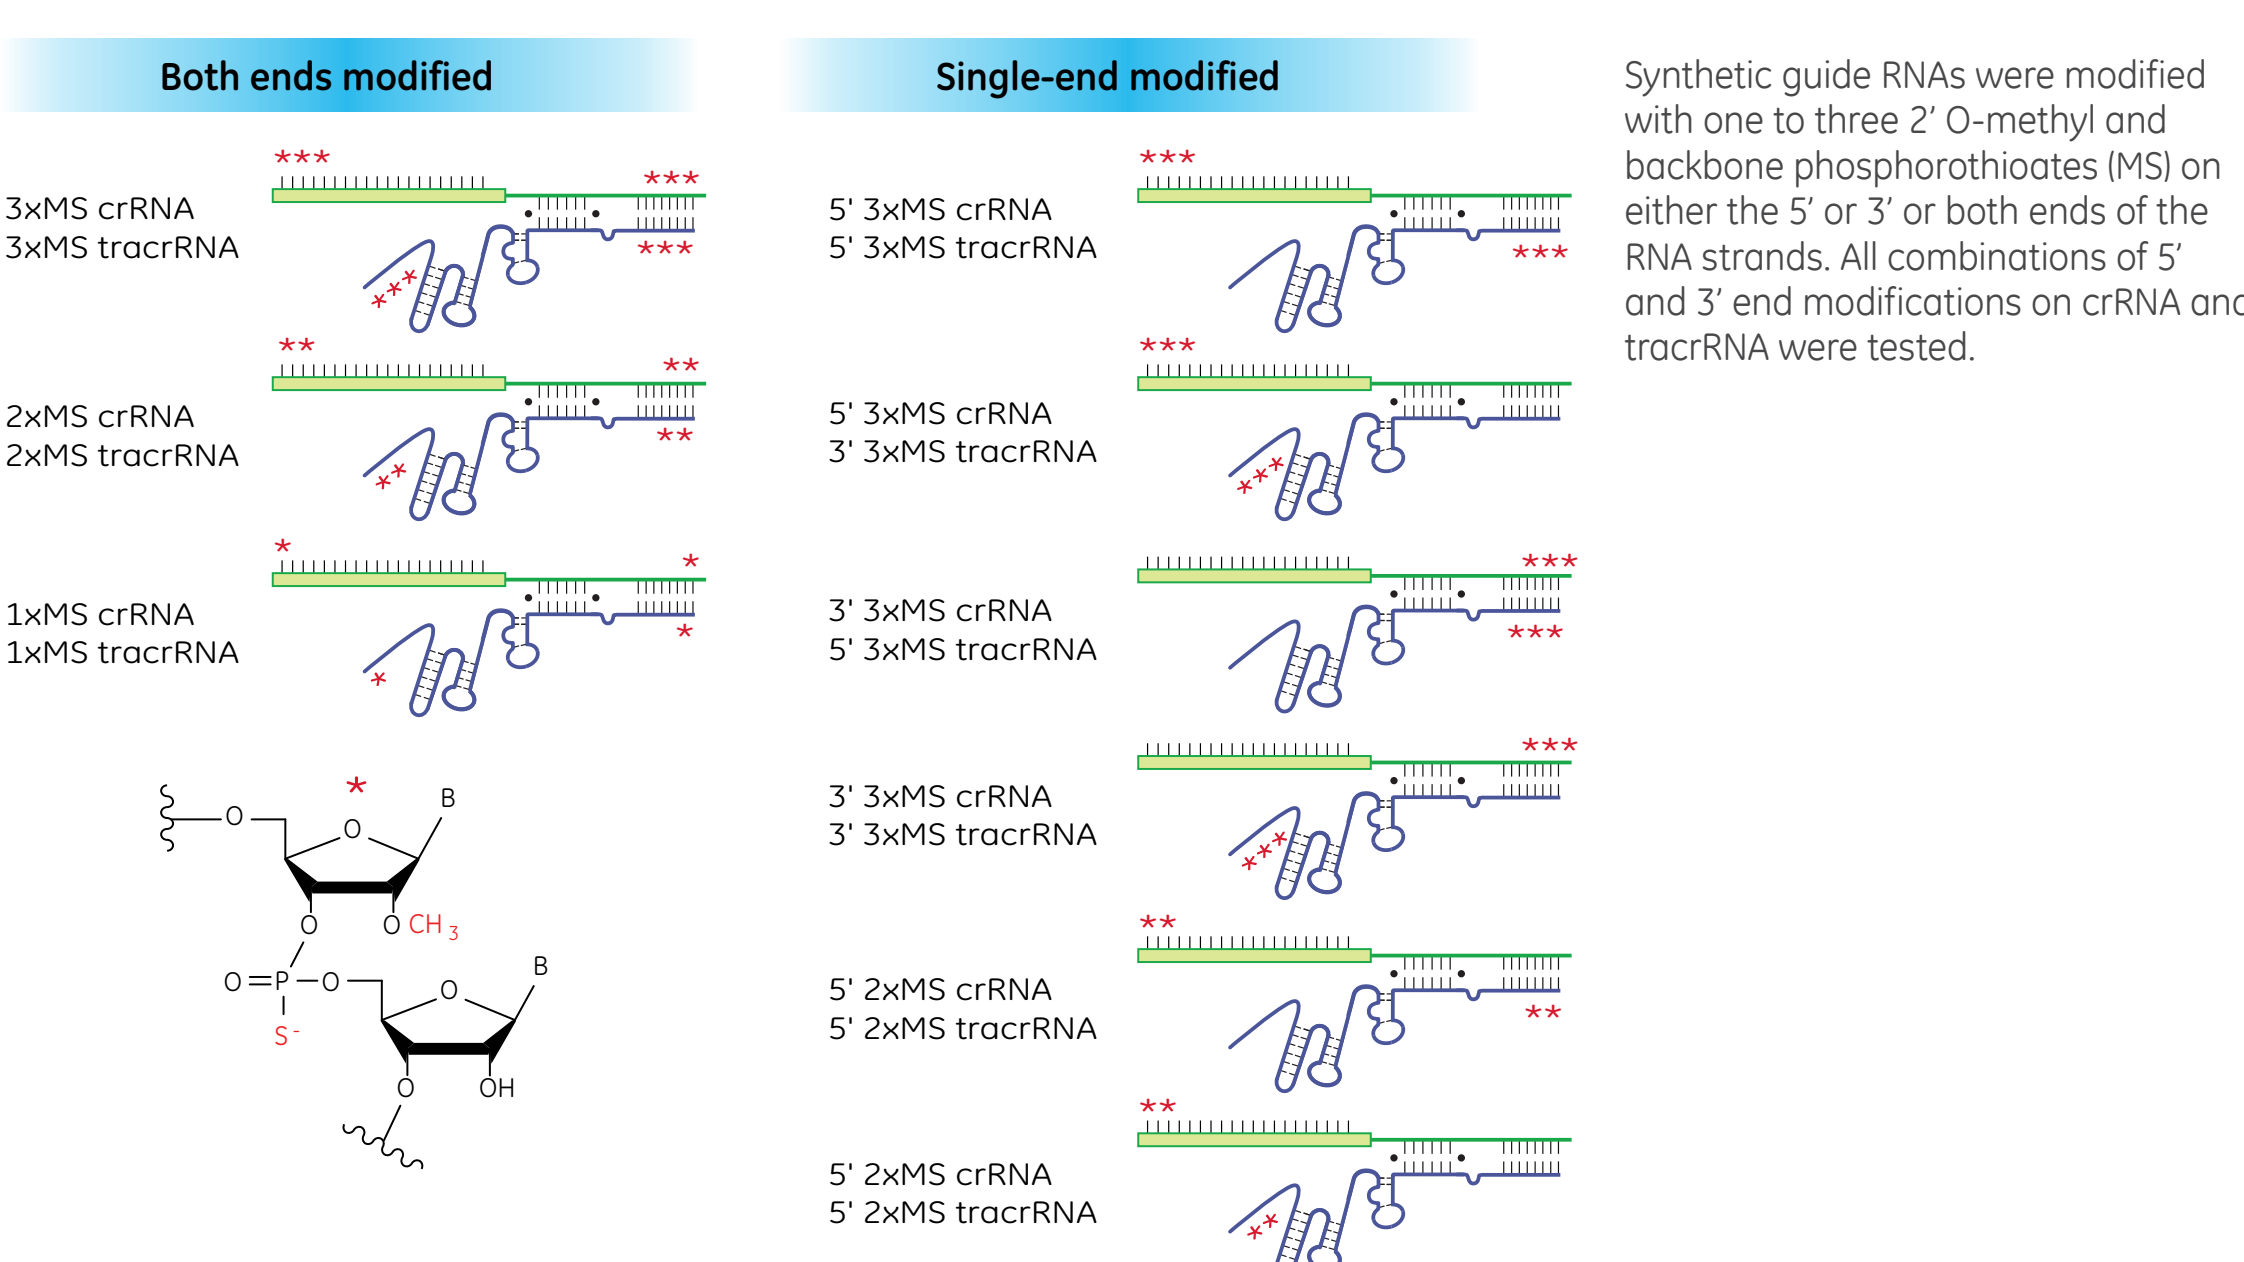 Both ends modified
3xMS crRNA
3xMS tracrRNA
***
***
***
***
2xMS crRNA
2xMS tracrRNA
**
**
**
**
1xMS crRNA
1xMS tracrRNA
*
*
*
*
*
O
O
B
O
O CH3
O=P-O
S-
O
B
O
OH
Single-end modified
5' 3xMS crRNA
5' 3xMS tracrRNA
***
***
5' 3xMS crRNA
3' 3xMS tracrRNA
***
***
3' 3xMS crRNA
5' 3xMS tracrRNA
***
***
3' 3xMS crRNA
3' 3xMS tracrRNA
***
***
5' 2xMS crRNA
5' 2xMS tracrRNA
**
**
5' 2xMS crRNA
5' 2xMS tracrRNA
**
**
Synthetic guide RNAs were modified
with one to three 2’ O-methyl and
backbone phosphorothioates (MS) on
either the 5’ or 3’ or both ends of the
RNA strands. All combinations of 5’
and 3’ end modifications on crRNA and
tracrRNA were tested.